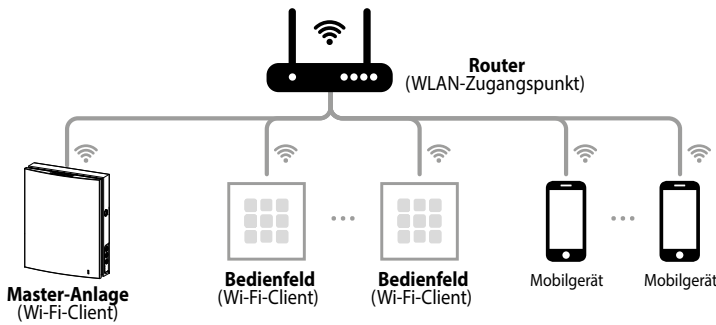 Router
(WLAN-Zugangspunkt)
Master-Anlage
(Wi-Fi-Client)
Bedienfeld
(Wi-Fi-Client)
Bedienfeld
(Wi-Fi-Client)
Mobilgerät
Mobilgerät